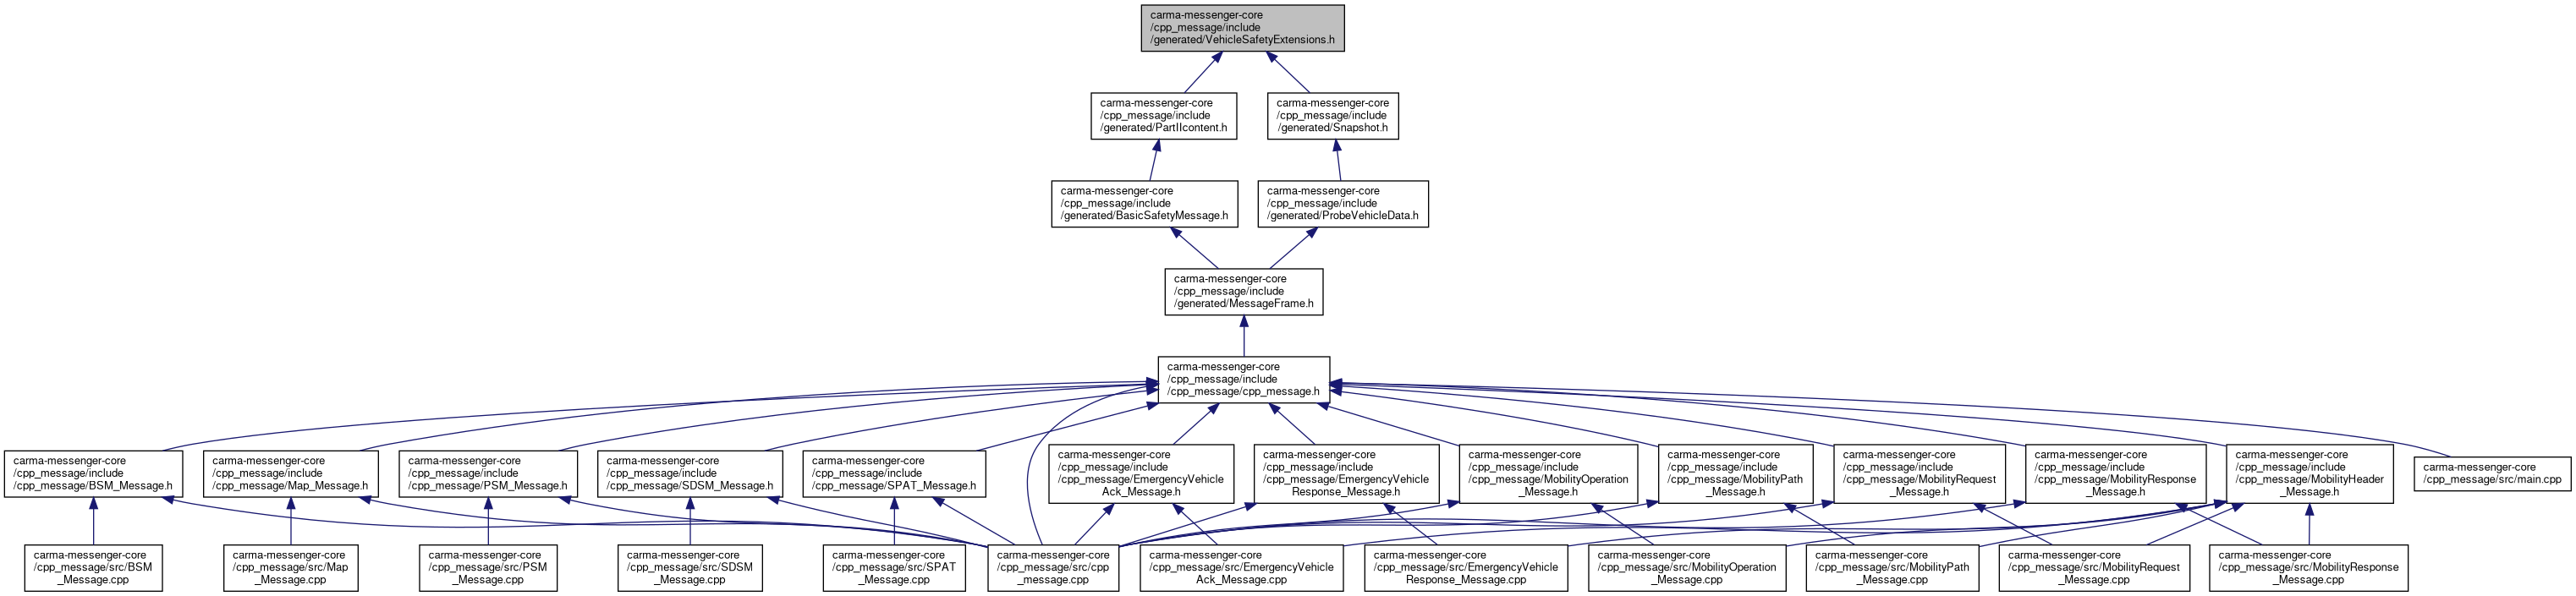 carma-messenger-core
/cpp_message/include
/generated/VehicleSafetyExtensions.h
carma-messenger-core
/cpp_message/include
/generated/PartIIcontent.h
carma-messenger-core
/cpp_message/include
/generated/Snapshot.h
carma-messenger-core
/cpp_message/include
/generated/BasicSafetyMessage.h
carma-messenger-core
/cpp_message/include
/generated/ProbeVehicleData.h
carma-messenger-core
/cpp_message/include
/generated/MessageFrame.h
carma-messenger-core
/cpp_message/include
/cpp_message/cpp_message.h
carma-messenger-core
/cpp_message/include
/cpp_message/BSM_Message.h
carma-messenger-core
/cpp_message/include
/cpp_message/Map_Message.h
carma-messenger-core
/cpp_message/include
/cpp_message/PSM_Message.h
carma-messenger-core
/cpp_message/include
/cpp_message/SDSM_Message.h
carma-messenger-core
/cpp_message/include
/cpp_message/SPAT_Message.h
carma-messenger-core
/cpp_message/include
/cpp_message/EmergencyVehicle
Ack_Message.h
carma-messenger-core
/cpp_message/include
/cpp_message/EmergencyVehicle
Response_Message.h
carma-messenger-core
/cpp_message/include
/cpp_message/MobilityOperation
_Message.h
carma-messenger-core
/cpp_message/include
/cpp_message/MobilityPath
_Message.h
carma-messenger-core
/cpp_message/include
/cpp_message/MobilityRequest
_Message.h
carma-messenger-core
/cpp_message/include
/cpp_message/MobilityResponse
_Message.h
carma-messenger-core
/cpp_message/include
/cpp_message/MobilityHeader
_Message.h
carma-messenger-core
/cpp_message/src/main.cpp
carma-messenger-core
/cpp_message/src/BSM
_Message.cpp
carma-messenger-core
/cpp_message/src/Map
_Message.cpp
carma-messenger-core
/cpp_message/src/PSM
_Message.cpp
carma-messenger-core
/cpp_message/src/SDSM
_Message.cpp
carma-messenger-core
/cpp_message/src/SPAT
_Message.cpp
carma-messenger-core
/cpp_message/src/cpp
_message.cpp
carma-messenger-core
/cpp_message/src/EmergencyVehicle
Ack_Message.cpp
carma-messenger-core
/cpp_message/src/EmergencyVehicle
Response_Message.cpp
carma-messenger-core
/cpp_message/src/MobilityOperation
_Message.cpp
carma-messenger-core
/cpp_message/src/MobilityPath
_Message.cpp
carma-messenger-core
/cpp_message/src/MobilityRequest
_Message.cpp
carma-messenger-core
/cpp_message/src/MobilityResponse
_Message.cpp